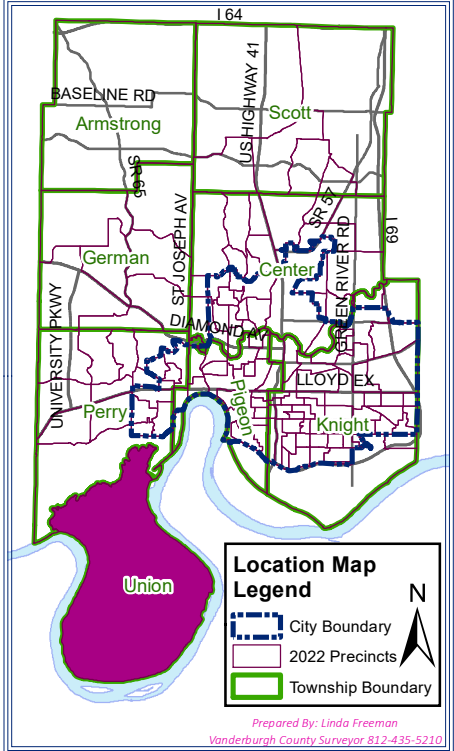 I 64
BASELINE RD
Armstrong
US HIGHWAY 41
Scott
SR 65
SR 57
I 69
ST. JOSEPH AV
German
Center
GREEN RIVER RD
UNIVERSITY PKWY
DIAMOND AV
LLOYD EX
Perry
Pigeon
Knight
Union
Location Map
Legend
City Boundary
2022 Precincts
Township Boundary
N
Prepared By: Linda Freeman
Vanderburgh County Surveyor 812-435-5210